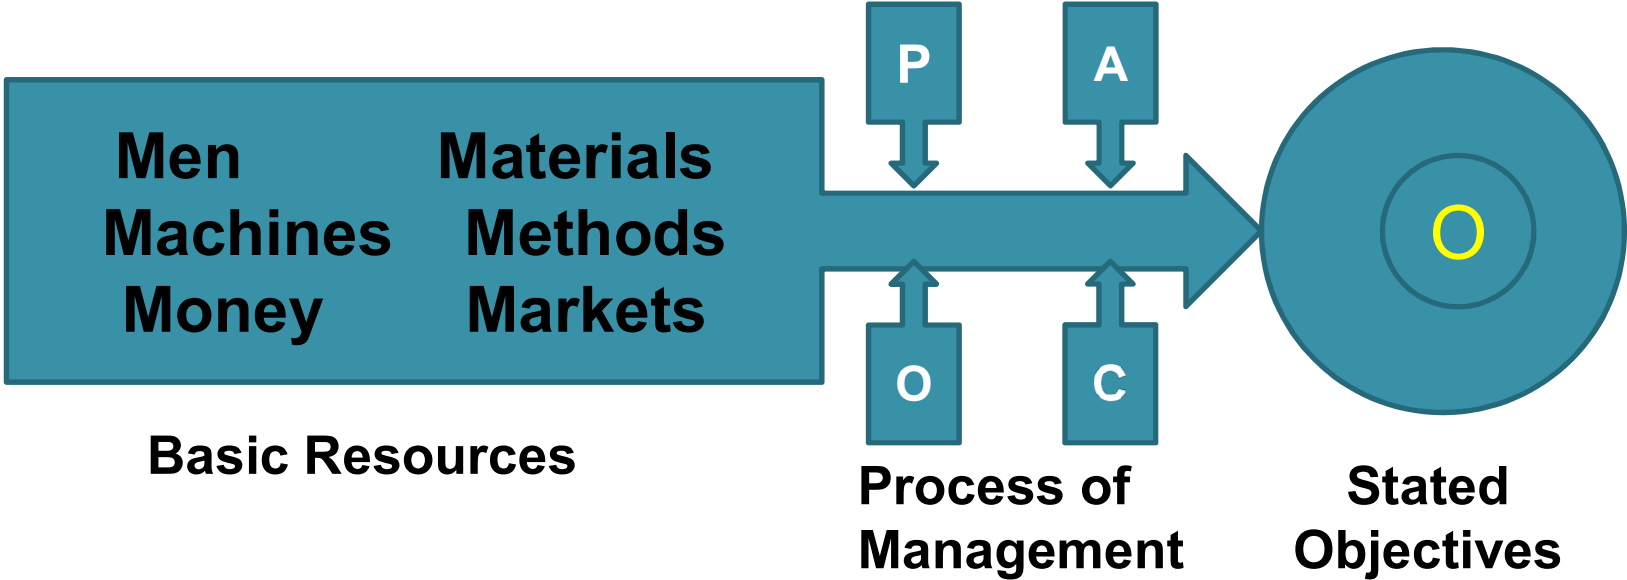 P A
Men Materials
Machines Methods
Money Markets
O
O C
Basic Resources
Process of
Management
Stated
Objectives